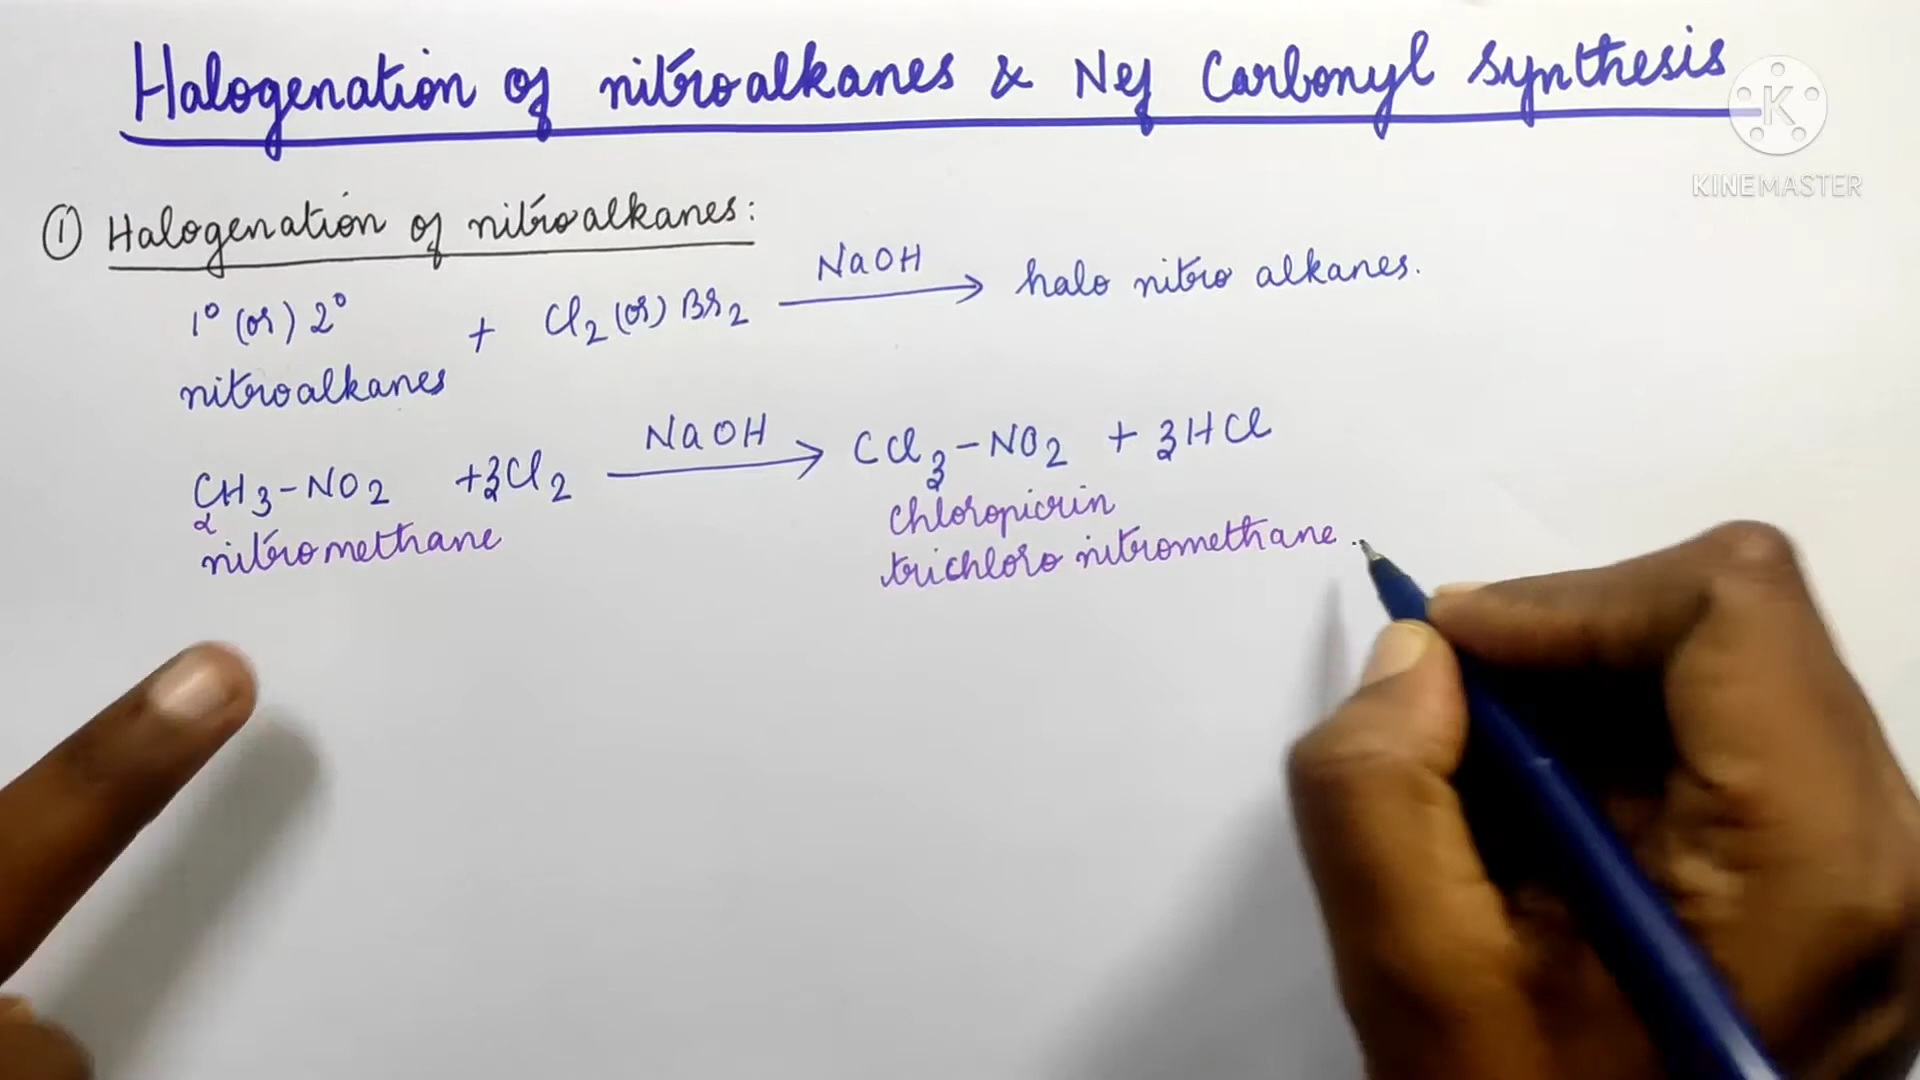 Halogenation of nitroalkanes & Nef Carbonyl synthesis
KINEMASTER
① Halogenation of nitroalkanes:
1° (or) 2° nitroalkanes + Cl₂ (or) Br₂ NaOH → halo nitro alkanes.
CH₃-NO₂ + 3Cl₂ NaOH → CCl₃-NO₂ + 3HCl
α
nitromethane
chloropicrin
trichloro nitromethane.